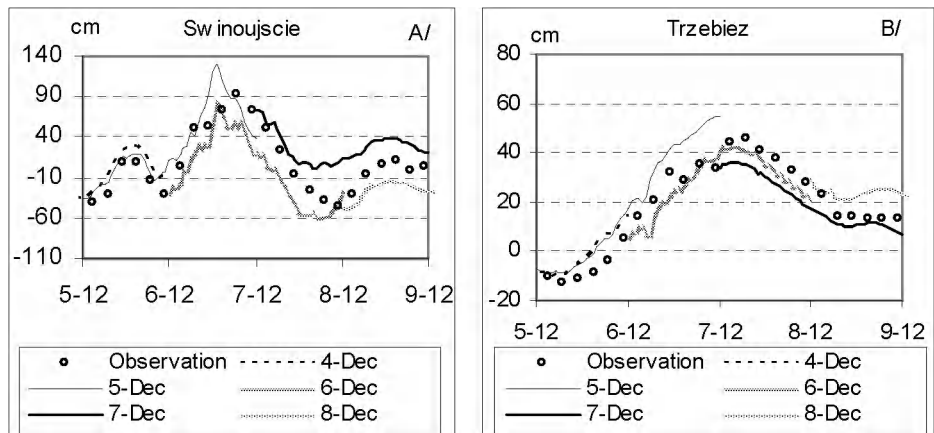 cm Swinoujscie A/
140
90
40
-10
-60
-110
5-12 6-12 7-12 8-12 9-12
Observation 4-Dec
5-Dec 6-Dec
7-Dec 8-Dec
cm Trzebiez B/
80
60
40
20
0
-20
5-12 6-12 7-12 8-12 9-12
Observation 4-Dec
5-Dec 6-Dec
7-Dec 8-Dec